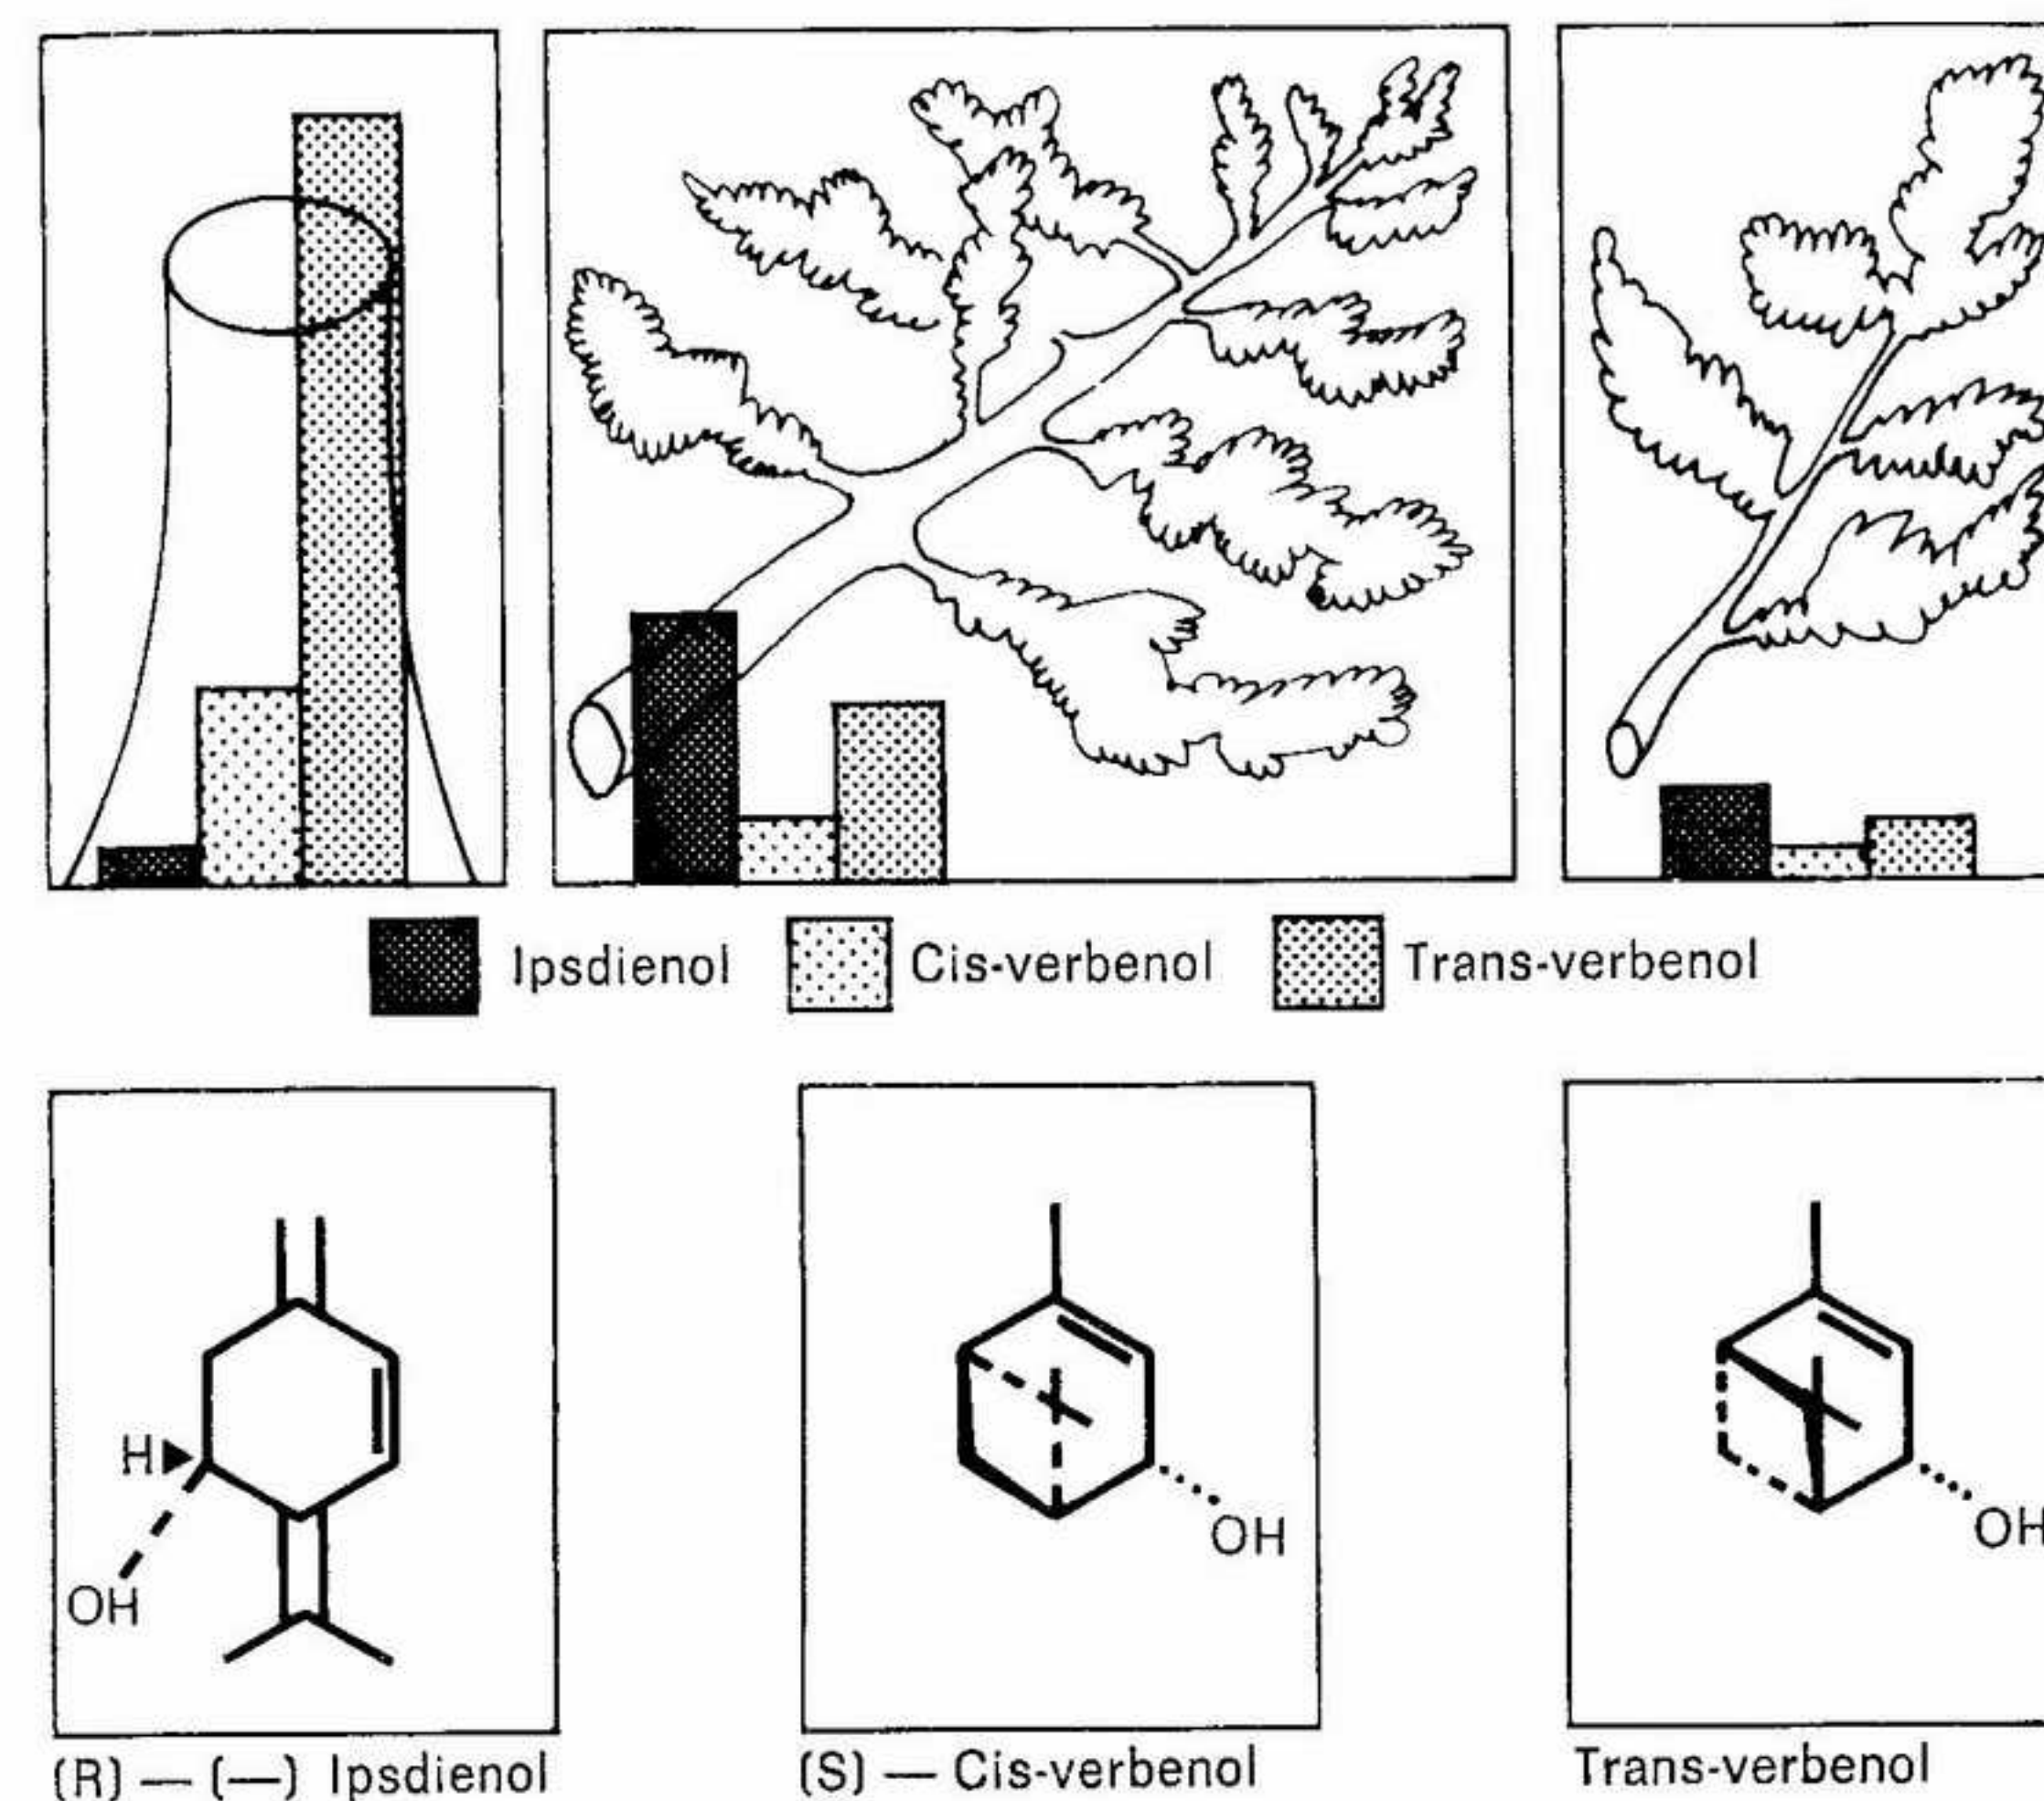 Ipsdienol Cis-verbenol Trans-verbenol
H
OH
OH
OH
(R) — (—) Ipsdienol
(S) — Cis-verbenol
Trans-verbenol